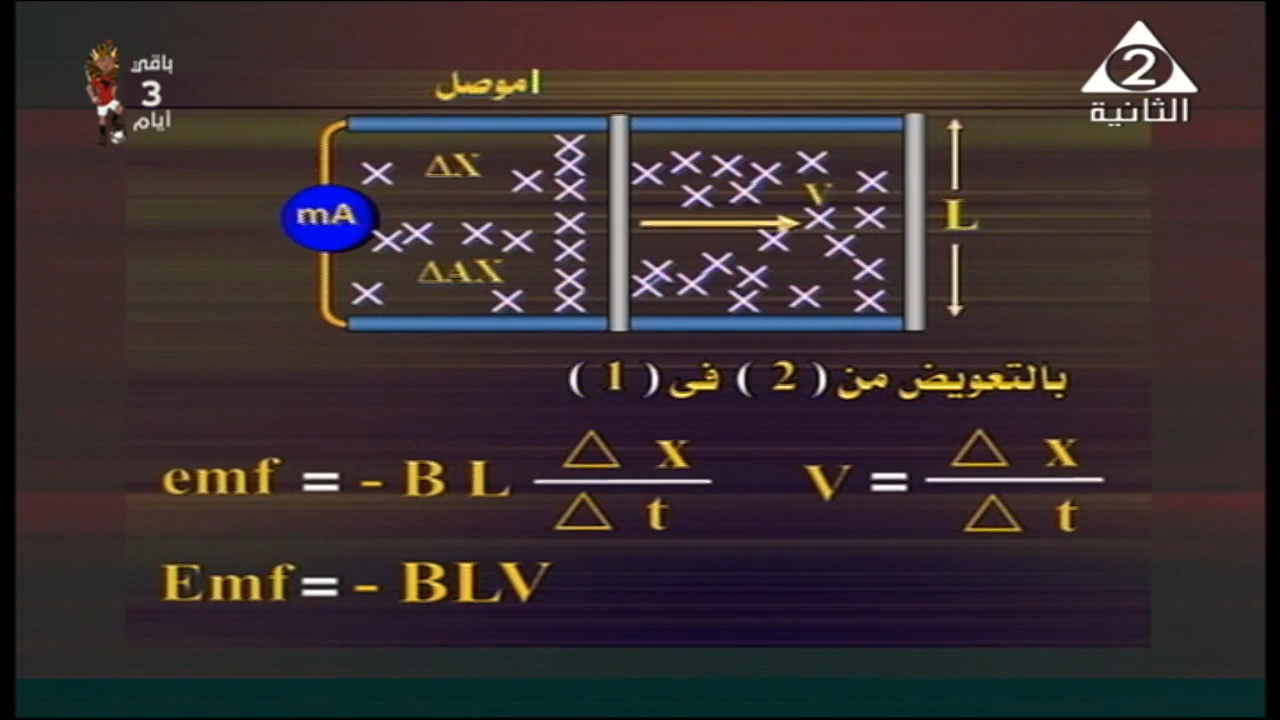 باقي
3
ايام
2
الثانية
اموصل
ΔX
V
mA
L
ΔAX
بالتعويض من ( 2 ) فى ( 1 )
emf = - B L △ x / △ t
V = △ x / △ t
Emf = - BLV